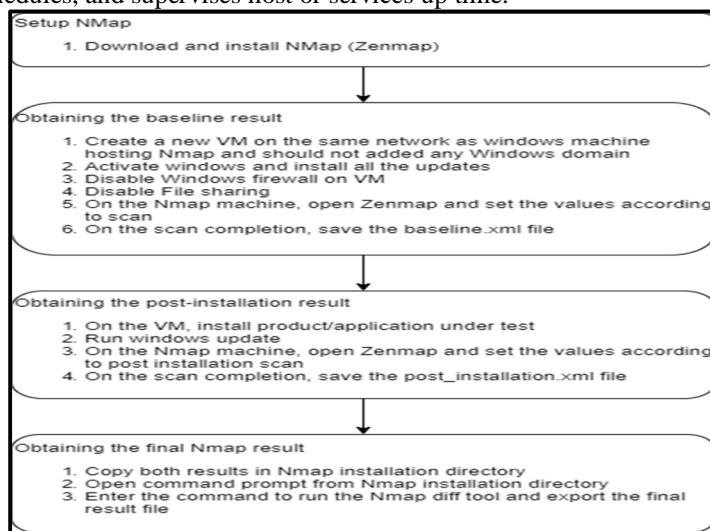 edules, and supervises host or services up time.
Setup NMap
1. Download and install NMap (Zenmap)
Obtaining the baseline result
1. Create a new VM on the same network as windows machine
hosting Nmap and should not added any Windows domain
2. Activate windows and install all the updates
3. Disable Windows firewall on VM
4. Disable File sharing
5. On the Nmap machine, open Zenmap and set the values according
to scan
6. On the scan completion, save the baseline.xml file
Obtaining the post-installation result
1. On the VM, install product/application under test
2. Run windows update
3. On the Nmap machine, open Zenmap and set the values according
to post installation scan
4. On the scan completion, save the post_installation.xml file
Obtaining the final Nmap result
1. Copy both results in Nmap installation directory
2. Open command prompt from Nmap installation directory
3. Enter the command to run the Nmap diff tool and export the final
result file